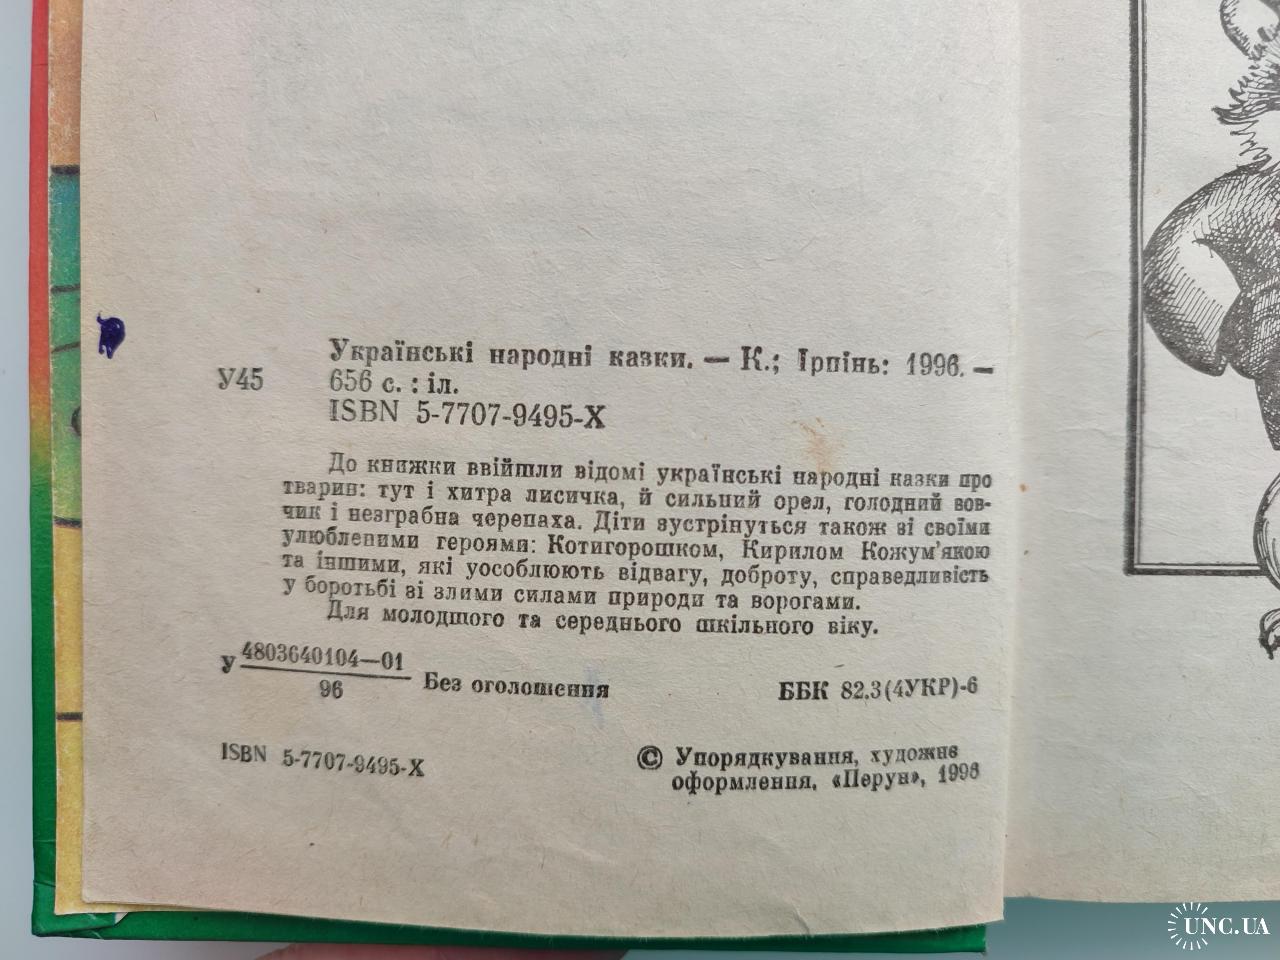 Українські народні казки. — К.; Ірпінь: 1996. —
У45
656 с. : іл.
ISBN 5-7707-9495-X
До книжки ввійшли відомі українські народні казки про
тварин: тут і хитра лисичка, й сильний орел, голодний вов-
чик і незграбна черепаха. Діти зустрінуться також зі своїми
улюбленими героями: Котигорошком, Кирилом Кожум'якою
та іншими, які уособлюють відвагу, доброту, справедливість
у боротьбі зі злими силами природи та ворогами.
Для молодшого та середнього шкільного віку.
У 4803640104—01
96
Без оголошення
ББК 82.3(4УКР)-6
ISBN 5-7707-9495-X
© Упорядкування, художнє
оформлення, «Перун», 1996
UNC.UA